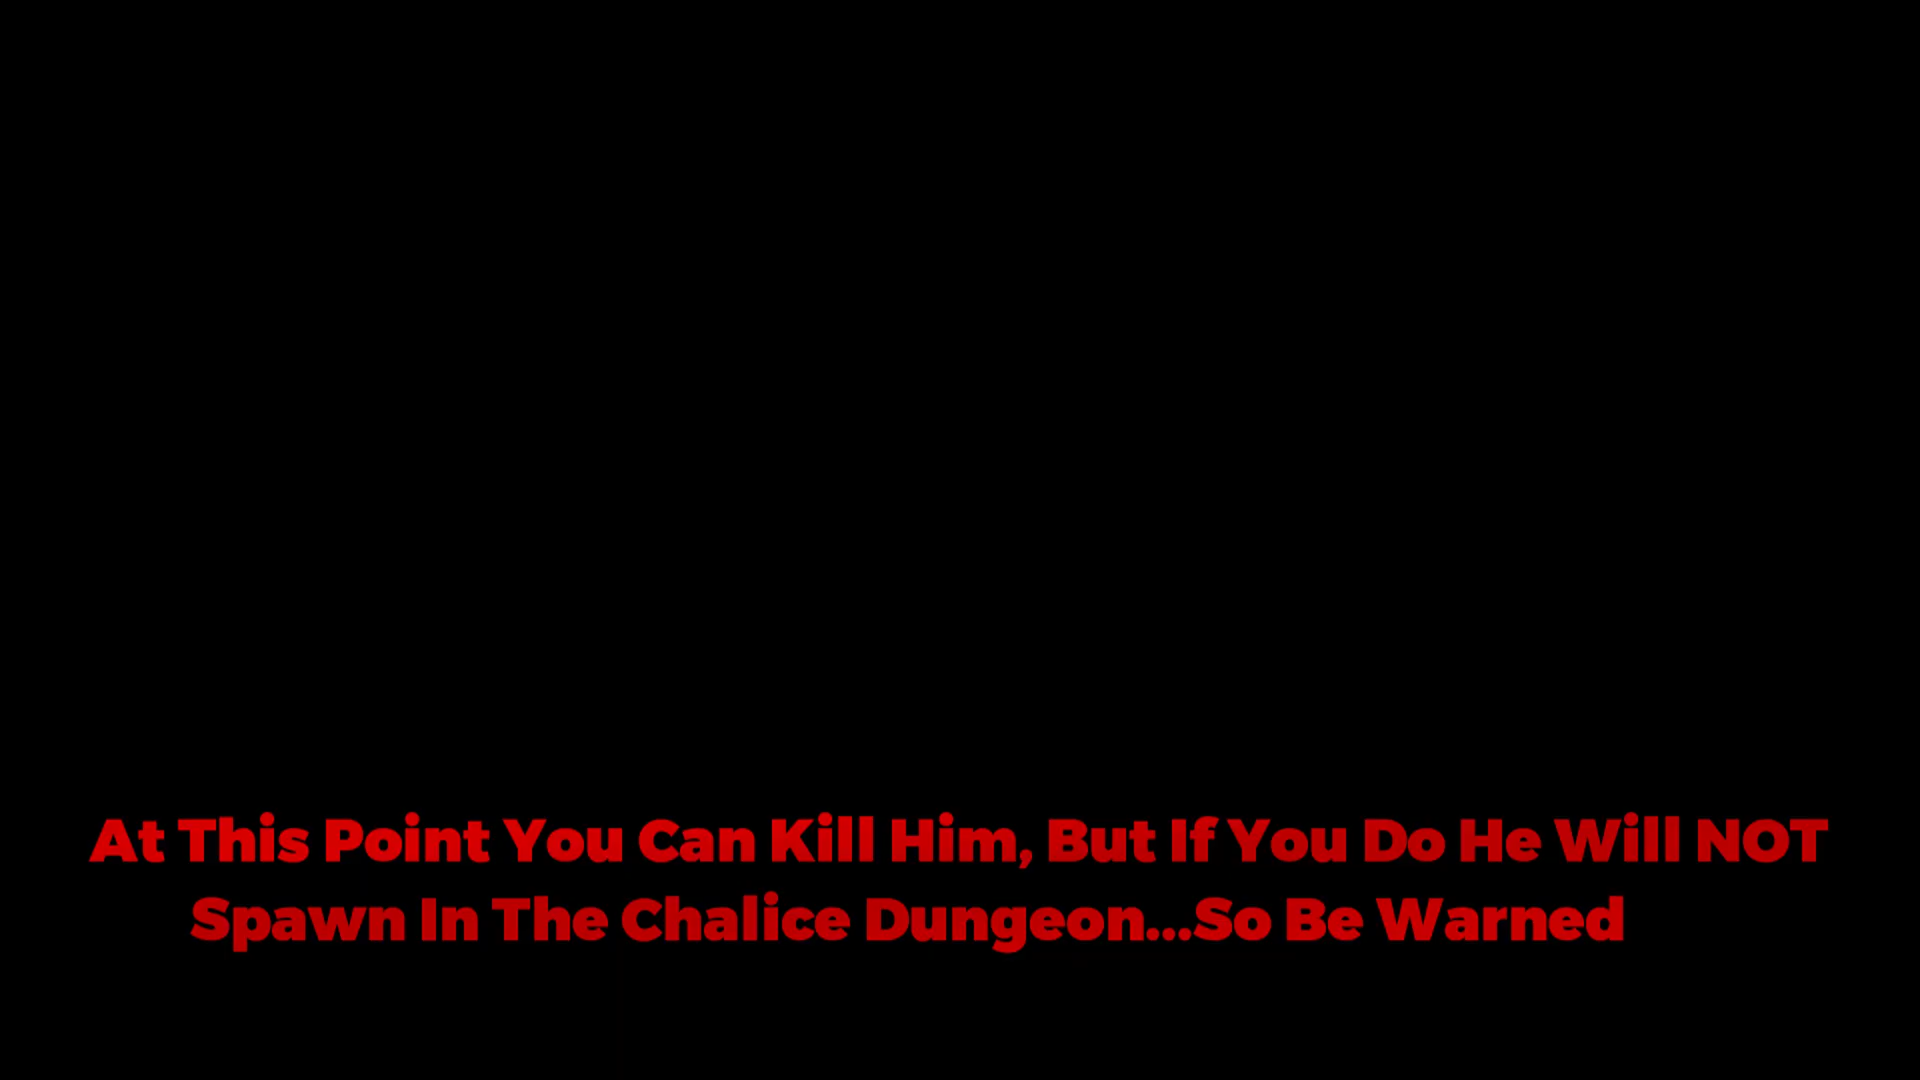 At This Point You Can Kill Him, But If You Do He Will NOT
Spawn In The Chalice Dungeon...So Be Warned